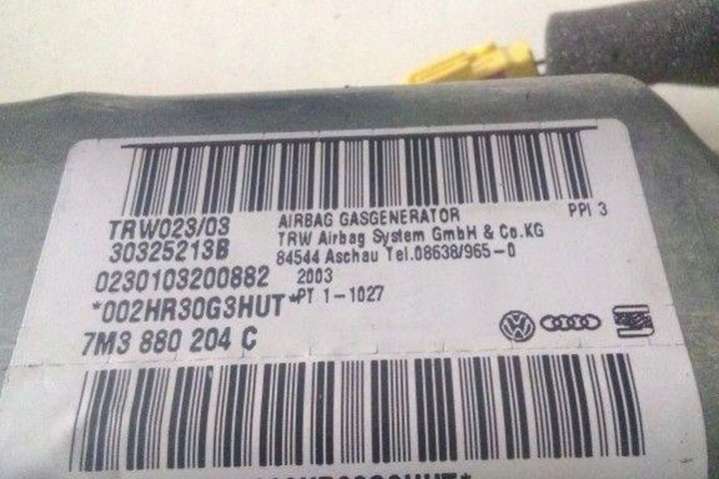 TRW023/03 AIRBAG GASGENERATOR PPI 3
30325213B TRW Airbag System GmbH & Co.KG
84544 Aschau Tel.08638/965-0
0230103200882 2003
*002HR30G3HUT* PT 1-1027
7M3 880 204 C